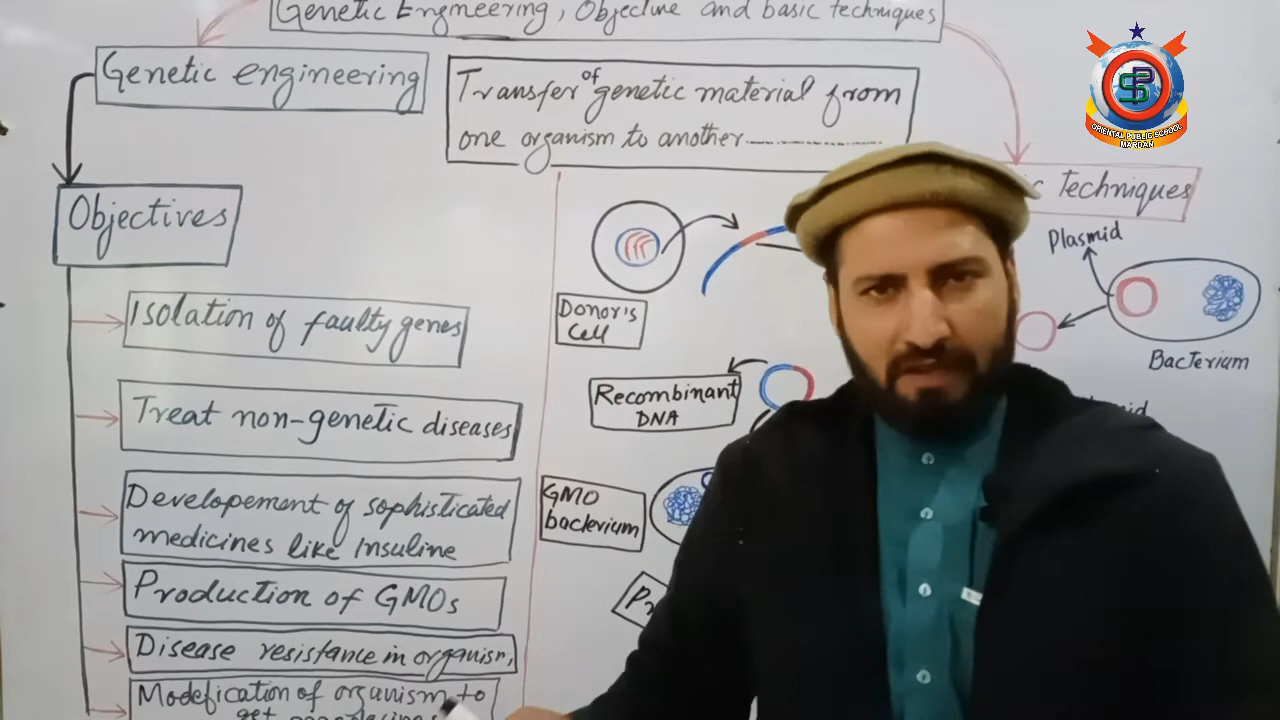 Genetic Engineering, Objective and basic techniques
Genetic engineering
Transfer of genetic material from
one organism to another
Objectives
Isolation of faulty genes
Treat non-genetic diseases
Developement of sophisticated
medicines like Insuline
Production of GMOs
Disease resistance in organism,
Modefication of organism to
get
Techniques
Plasmid
Bacterium
Donor's
Cell
Recombinant
DNA
GMO
bacterium
ORIENTAL PUBLIC SCHOOL
MARDAN